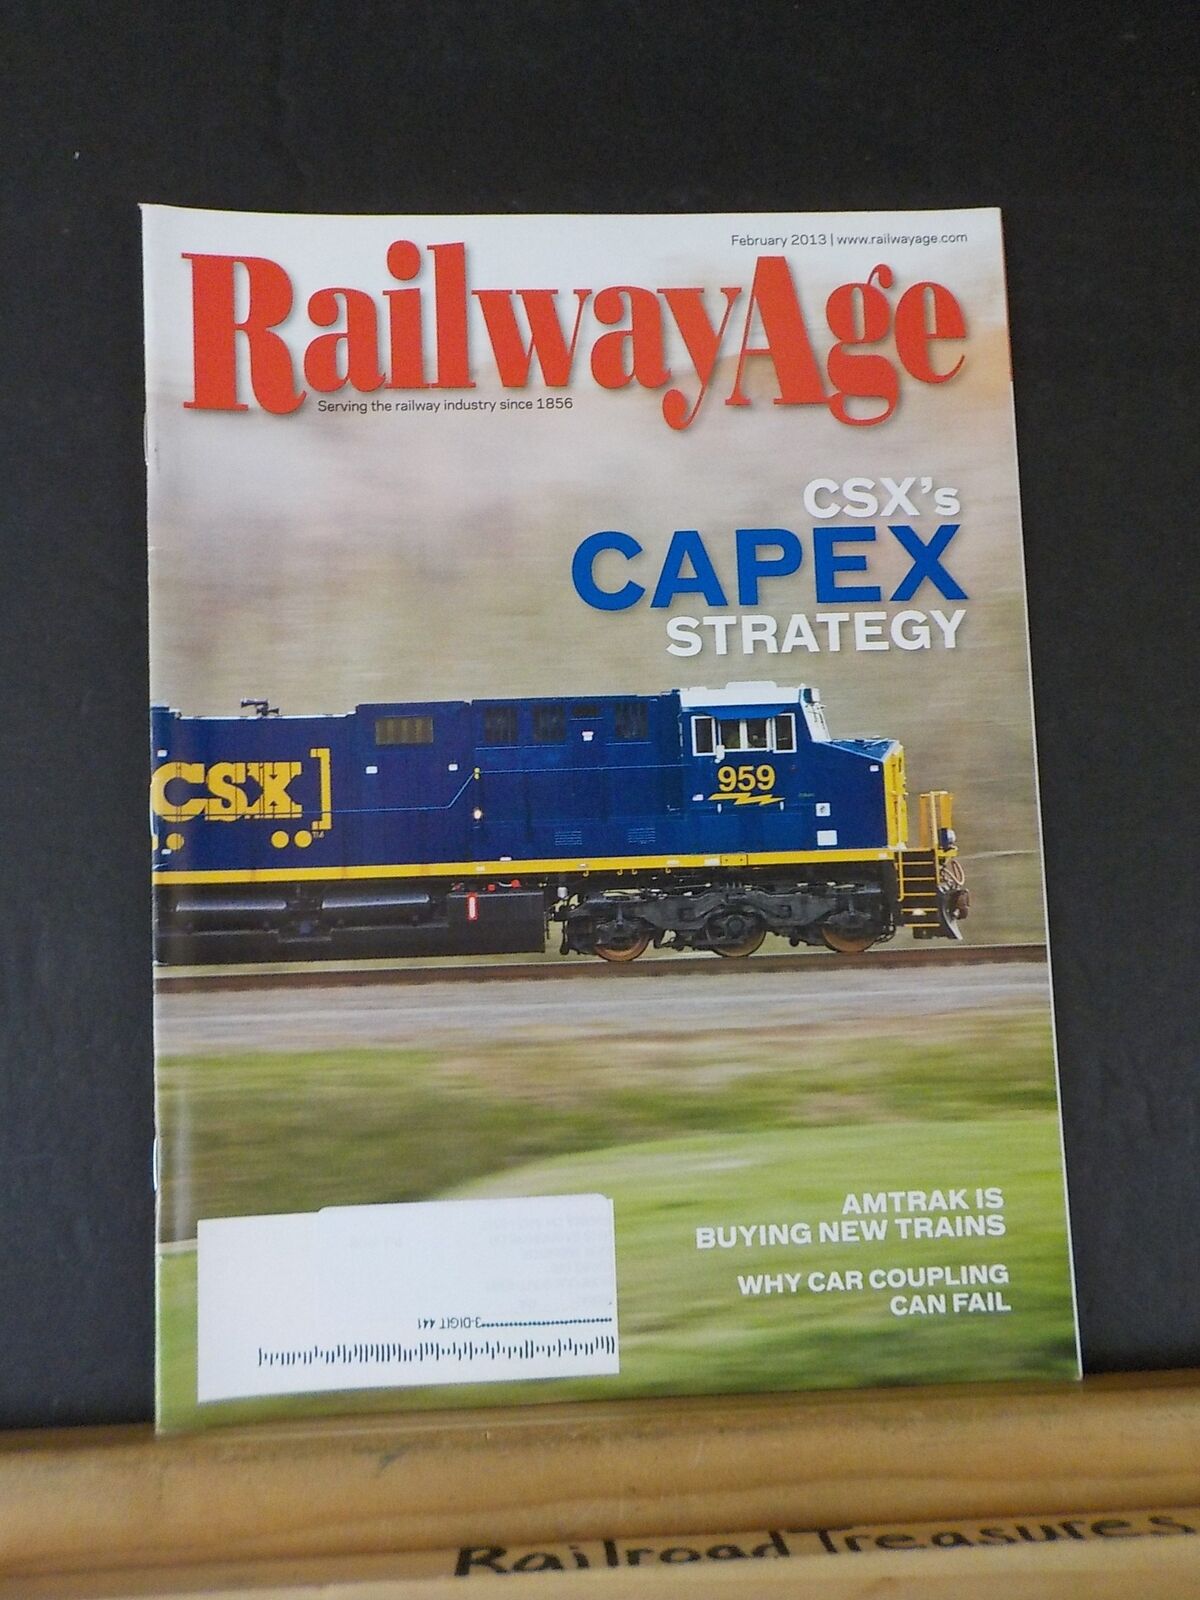 February 2013 | www.railwayage.com
RailwayAge
Serving the railway industry since 1856
CSX's
CAPEX
STRATEGY
CSX]
959
AMTRAK IS
BUYING NEW TRAINS
WHY CAR COUPLING
CAN FAIL
3-DIGIT 441
Railroad Treasures